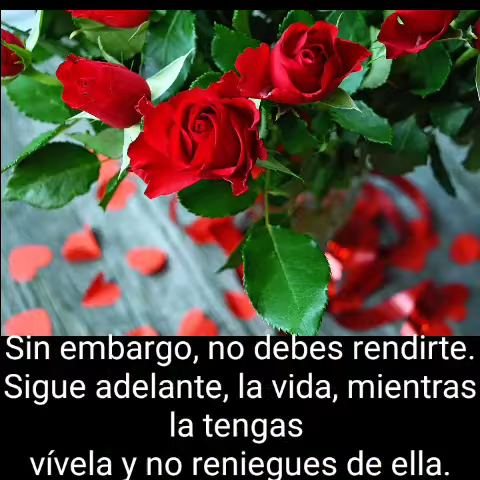 Sin embargo, no debes rendirte.
Sigue adelante, la vida, mientras
la tengas
vívela y no reniegues de ella.